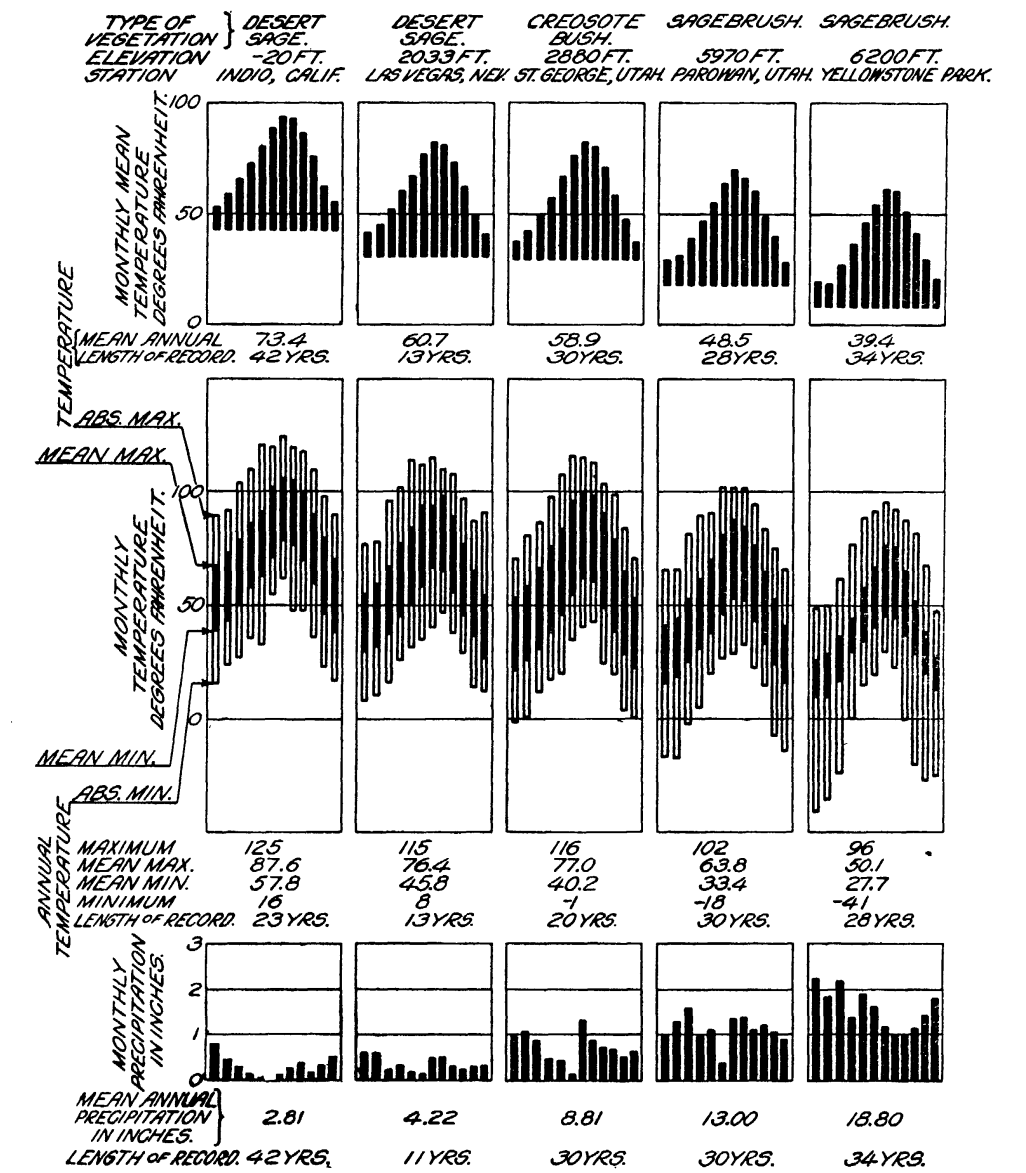 TYPE OF VEGETATION } DESERT SAGE. DESERT SAGE. CREOSOTE BUSH. SAGEBRUSH. SAGEBRUSH.
ELEVATION -20 FT. 2033 FT. 2880 FT. 5970 FT. 6200 FT.
STATION INDIO, CALIF. LAS VEGAS, NEV. ST. GEORGE, UTAH. PAROWAN, UTAH. YELLOWSTONE PARK.
MONTHLY MEAN
TEMPERATURE
DEGREES FAHRENHEIT.
100
50
0
TEMPERATURE
MEAN ANNUAL 73.4 60.7 58.9 48.5 39.4
LENGTH OF RECORD. 42 YRS. 13 YRS. 30 YRS. 28 YRS. 34 YRS.
ABS. MAX.
MEAN MAX.
MONTHLY
TEMPERATURE
DEGREES FAHRENHEIT.
100
50
0
MEAN MIN.
ABS. MIN.
ANNUAL
TEMPERATURE
MAXIMUM 125 115 116 102 96
MEAN MAX. 87.6 76.4 77.0 63.8 50.1
MEAN MIN. 57.8 45.8 40.2 33.4 27.7
MINIMUM 16 8 -1 -18 -41
LENGTH OF RECORD. 23 YRS. 13 YRS. 20 YRS. 30 YRS. 28 YRS.
MONTHLY
PRECIPITATION
IN INCHES.
3
2
1
0
MEAN ANNUAL
PRECIPITATION 2.81 4.22 8.81 13.00 18.80
IN INCHES.
LENGTH OF RECORD. 42 YRS. 11 YRS. 30 YRS. 30 YRS. 34 YRS.